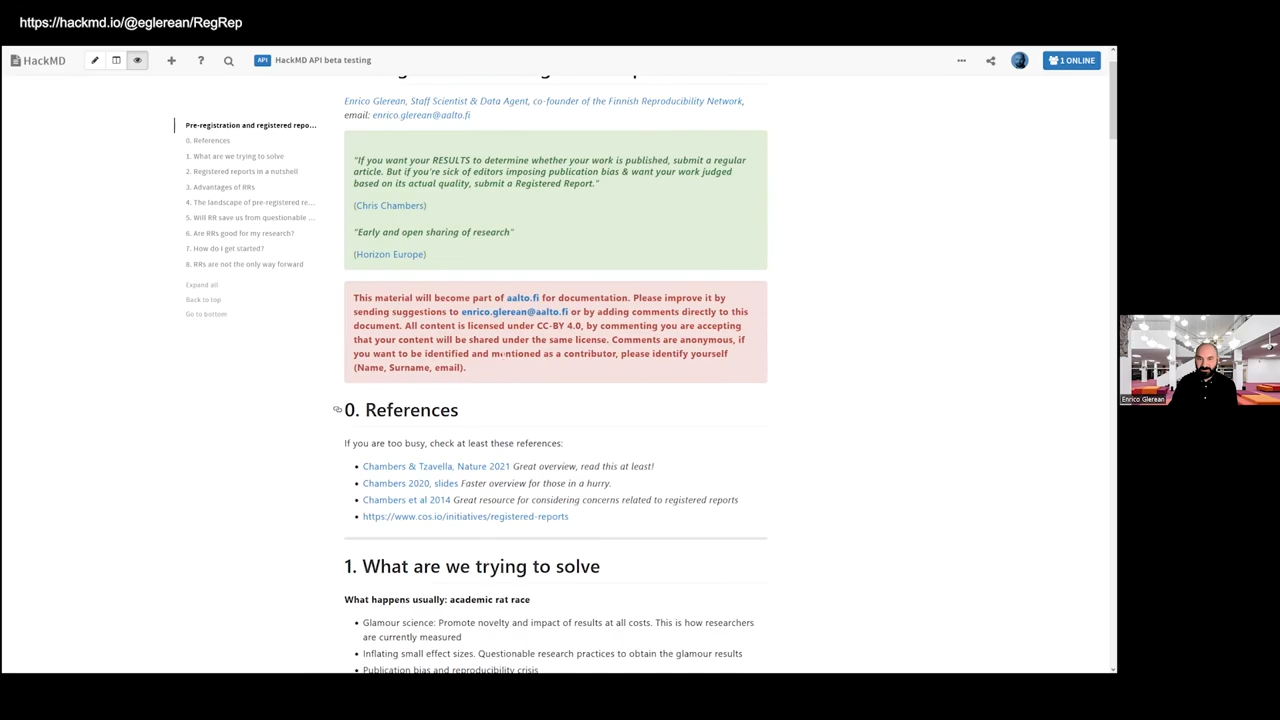 https://hackmd.io/@eglerean/RegRep
HackMD
API HackMD API beta testing
1 ONLINE
Enrico Glerean, Staff Scientist & Data Agent, co-founder of the Finnish Reproducibility Network,
email: enrico.glerean@aalto.fi
Pre-registration and registered repo...
0. References
1. What are we trying to solve
2. Registered reports in a nutshell
3. Advantages of RRs
4. The landscape of pre-registered re...
5. Will RR save us from questionable ...
6. Are RRs good for my research?
7. How do I get started?
8. RRs are not the only way forward
Expand all
Back to top
Go to bottom
"If you want your RESULTS to determine whether your work is published, submit a regular
article. But if you're sick of editors imposing publication bias & want your work judged
based on its actual quality, submit a Registered Report."
(Chris Chambers)
"Early and open sharing of research"
(Horizon Europe)
This material will become part of aalto.fi for documentation. Please improve it by
sending suggestions to enrico.glerean@aalto.fi or by adding comments directly to this
document. All content is licensed under CC-BY 4.0, by commenting you are accepting
that your content will be shared under the same license. Comments are anonymous, if
you want to be identified and mentioned as a contributor, please identify yourself
(Name, Surname, email).
0. References
If you are too busy, check at least these references:
• Chambers & Tzavella, Nature 2021 Great overview, read this at least!
• Chambers 2020, slides Faster overview for those in a hurry.
• Chambers et al 2014 Great resource for considering concerns related to registered reports
• https://www.cos.io/initiatives/registered-reports
1. What are we trying to solve
What happens usually: academic rat race
• Glamour science: Promote novelty and impact of results at all costs. This is how researchers
are currently measured
• Inflating small effect sizes. Questionable research practices to obtain the glamour results
• Publication bias and reproducibility crisis
Enrico Glerean